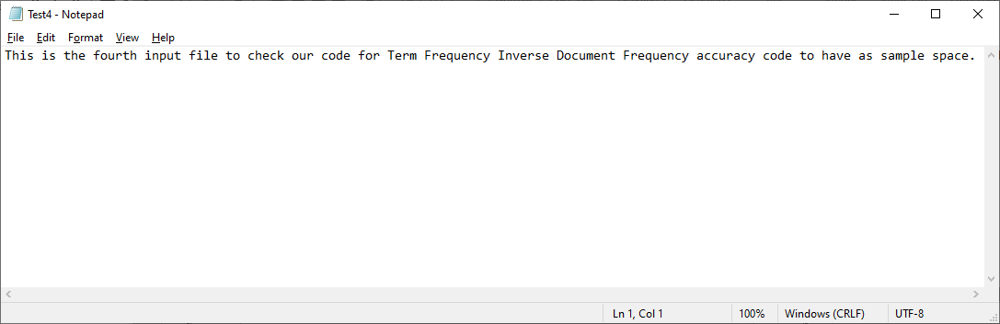 Test4 - Notepad
File Edit Format View Help
This is the fourth input file to check our code for Term Frequency Inverse Document Frequency accuracy code to have as sample space.
Ln 1, Col 1 100% Windows (CRLF) UTF-8